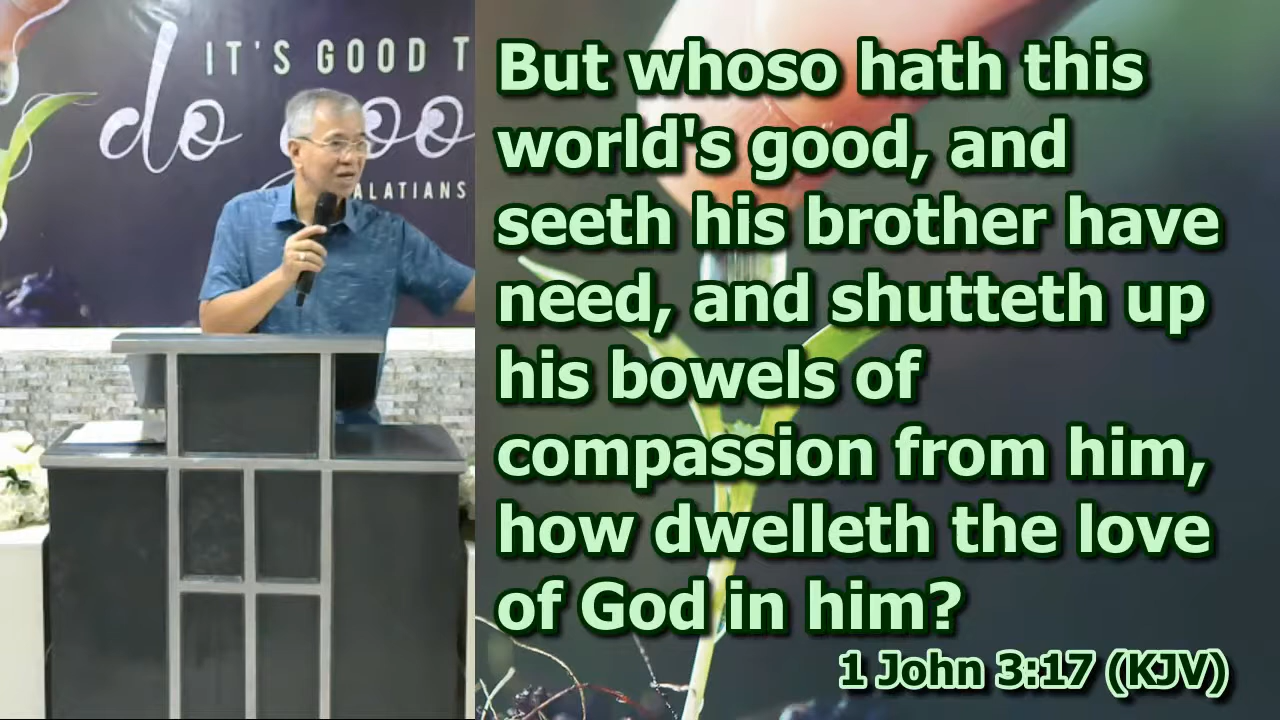 IT'S GOOD T
do goo
ALATIANS
But whoso hath this
world's good, and
seeth his brother have
need, and shutteth up
his bowels of
compassion from him,
how dwelleth the love
of God in him?
1 John 3:17 (KJV)